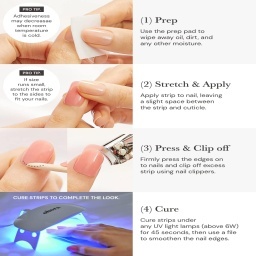 PRO TIP.
Adhesiveness
may decrease
when room
temperature
is cold.
(1) Prep
Use the prep pad to
wipe away oil, dirt, and
any other moisture.
PRO TIP.
If size
runs small,
stretch the strip
to the sides to
fit your nails.
(2) Stretch & Apply
Apply strip to nail, leaving
a slight space between
the strip and cuticle.
(3) Press & Clip off
Firmly press the edges on
to nails and clip off excess
strip using nail clippers.
CURE STRIPS TO COMPLETE THE LOOK.
(4) Cure
Cure strips under
any UV light lamps (above 6W)
for 45 seconds, then use a file
to smoothen the nail edges.